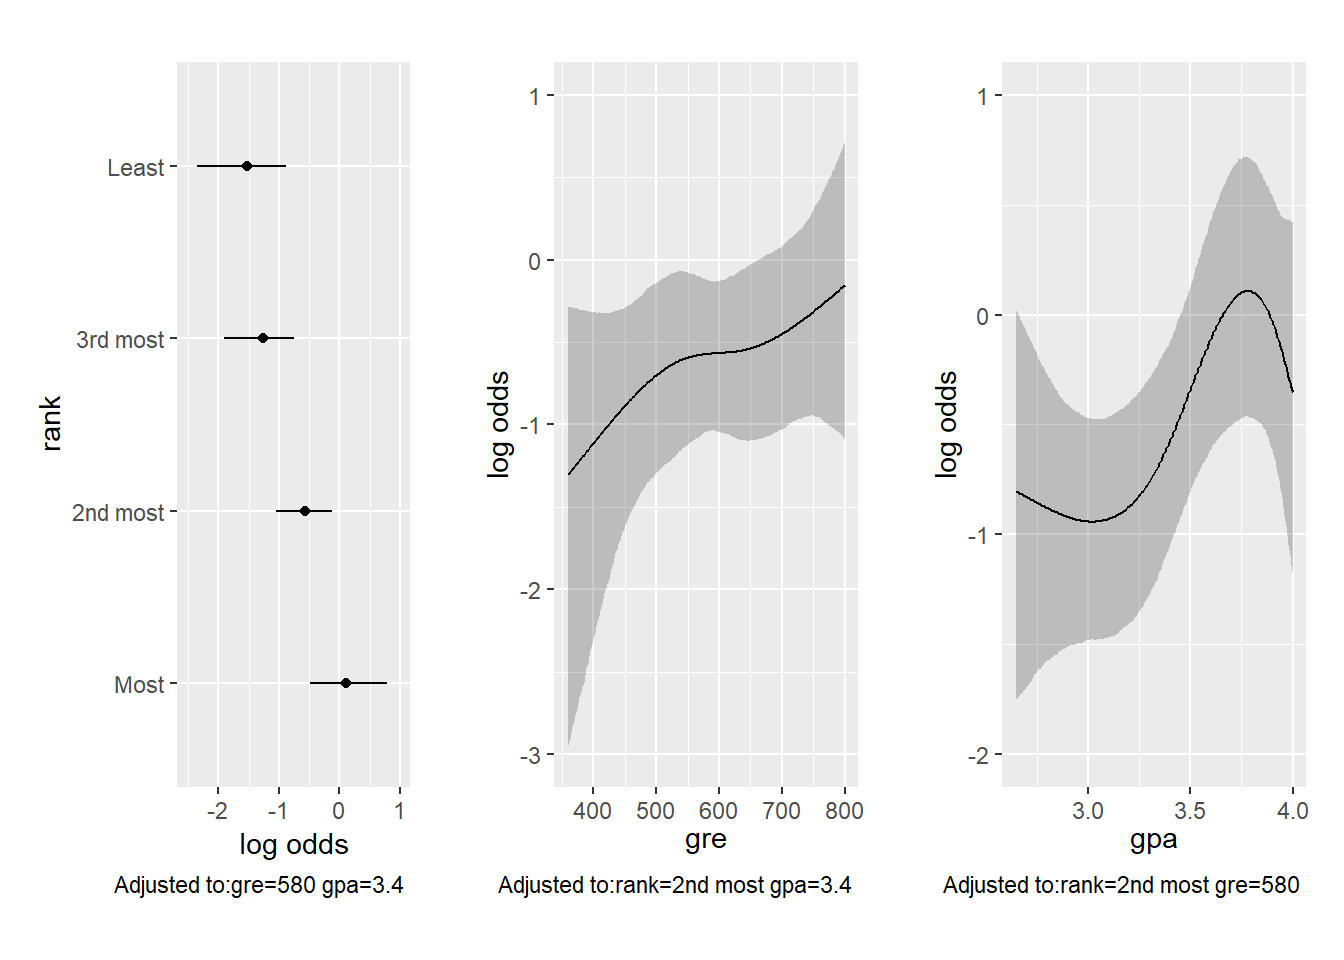 rank
Least
3rd most
2nd most
Most
-2 -1 0 1
log odds
Adjusted to:gre=580 gpa=3.4
log odds
1
0
-1
-2
-3
400 500 600 700 800
gre
Adjusted to:rank=2nd most gpa=3.4
log odds
1
0
-1
-2
3.0 3.5 4.0
gpa
Adjusted to:rank=2nd most gre=580